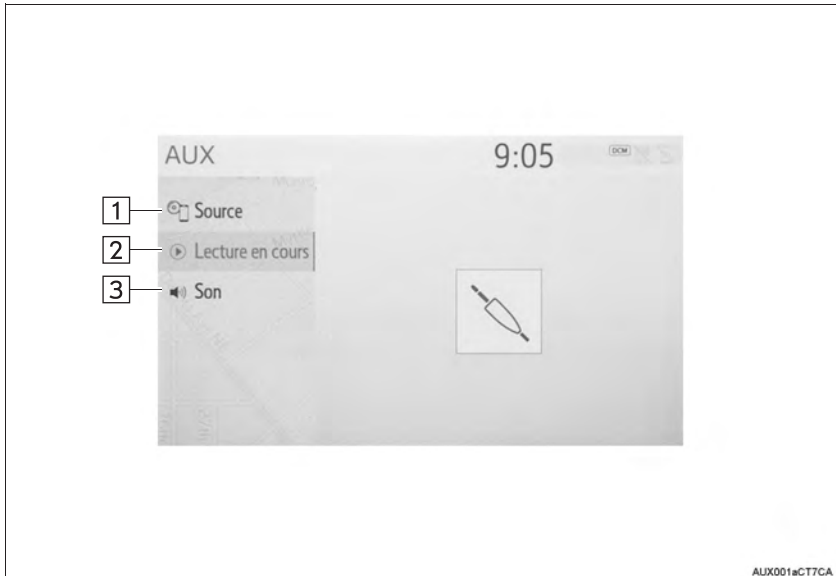 AUX 9:05 DCM
1 Source
2 Lecture en cours
3 Son
AUX001aCT7CA